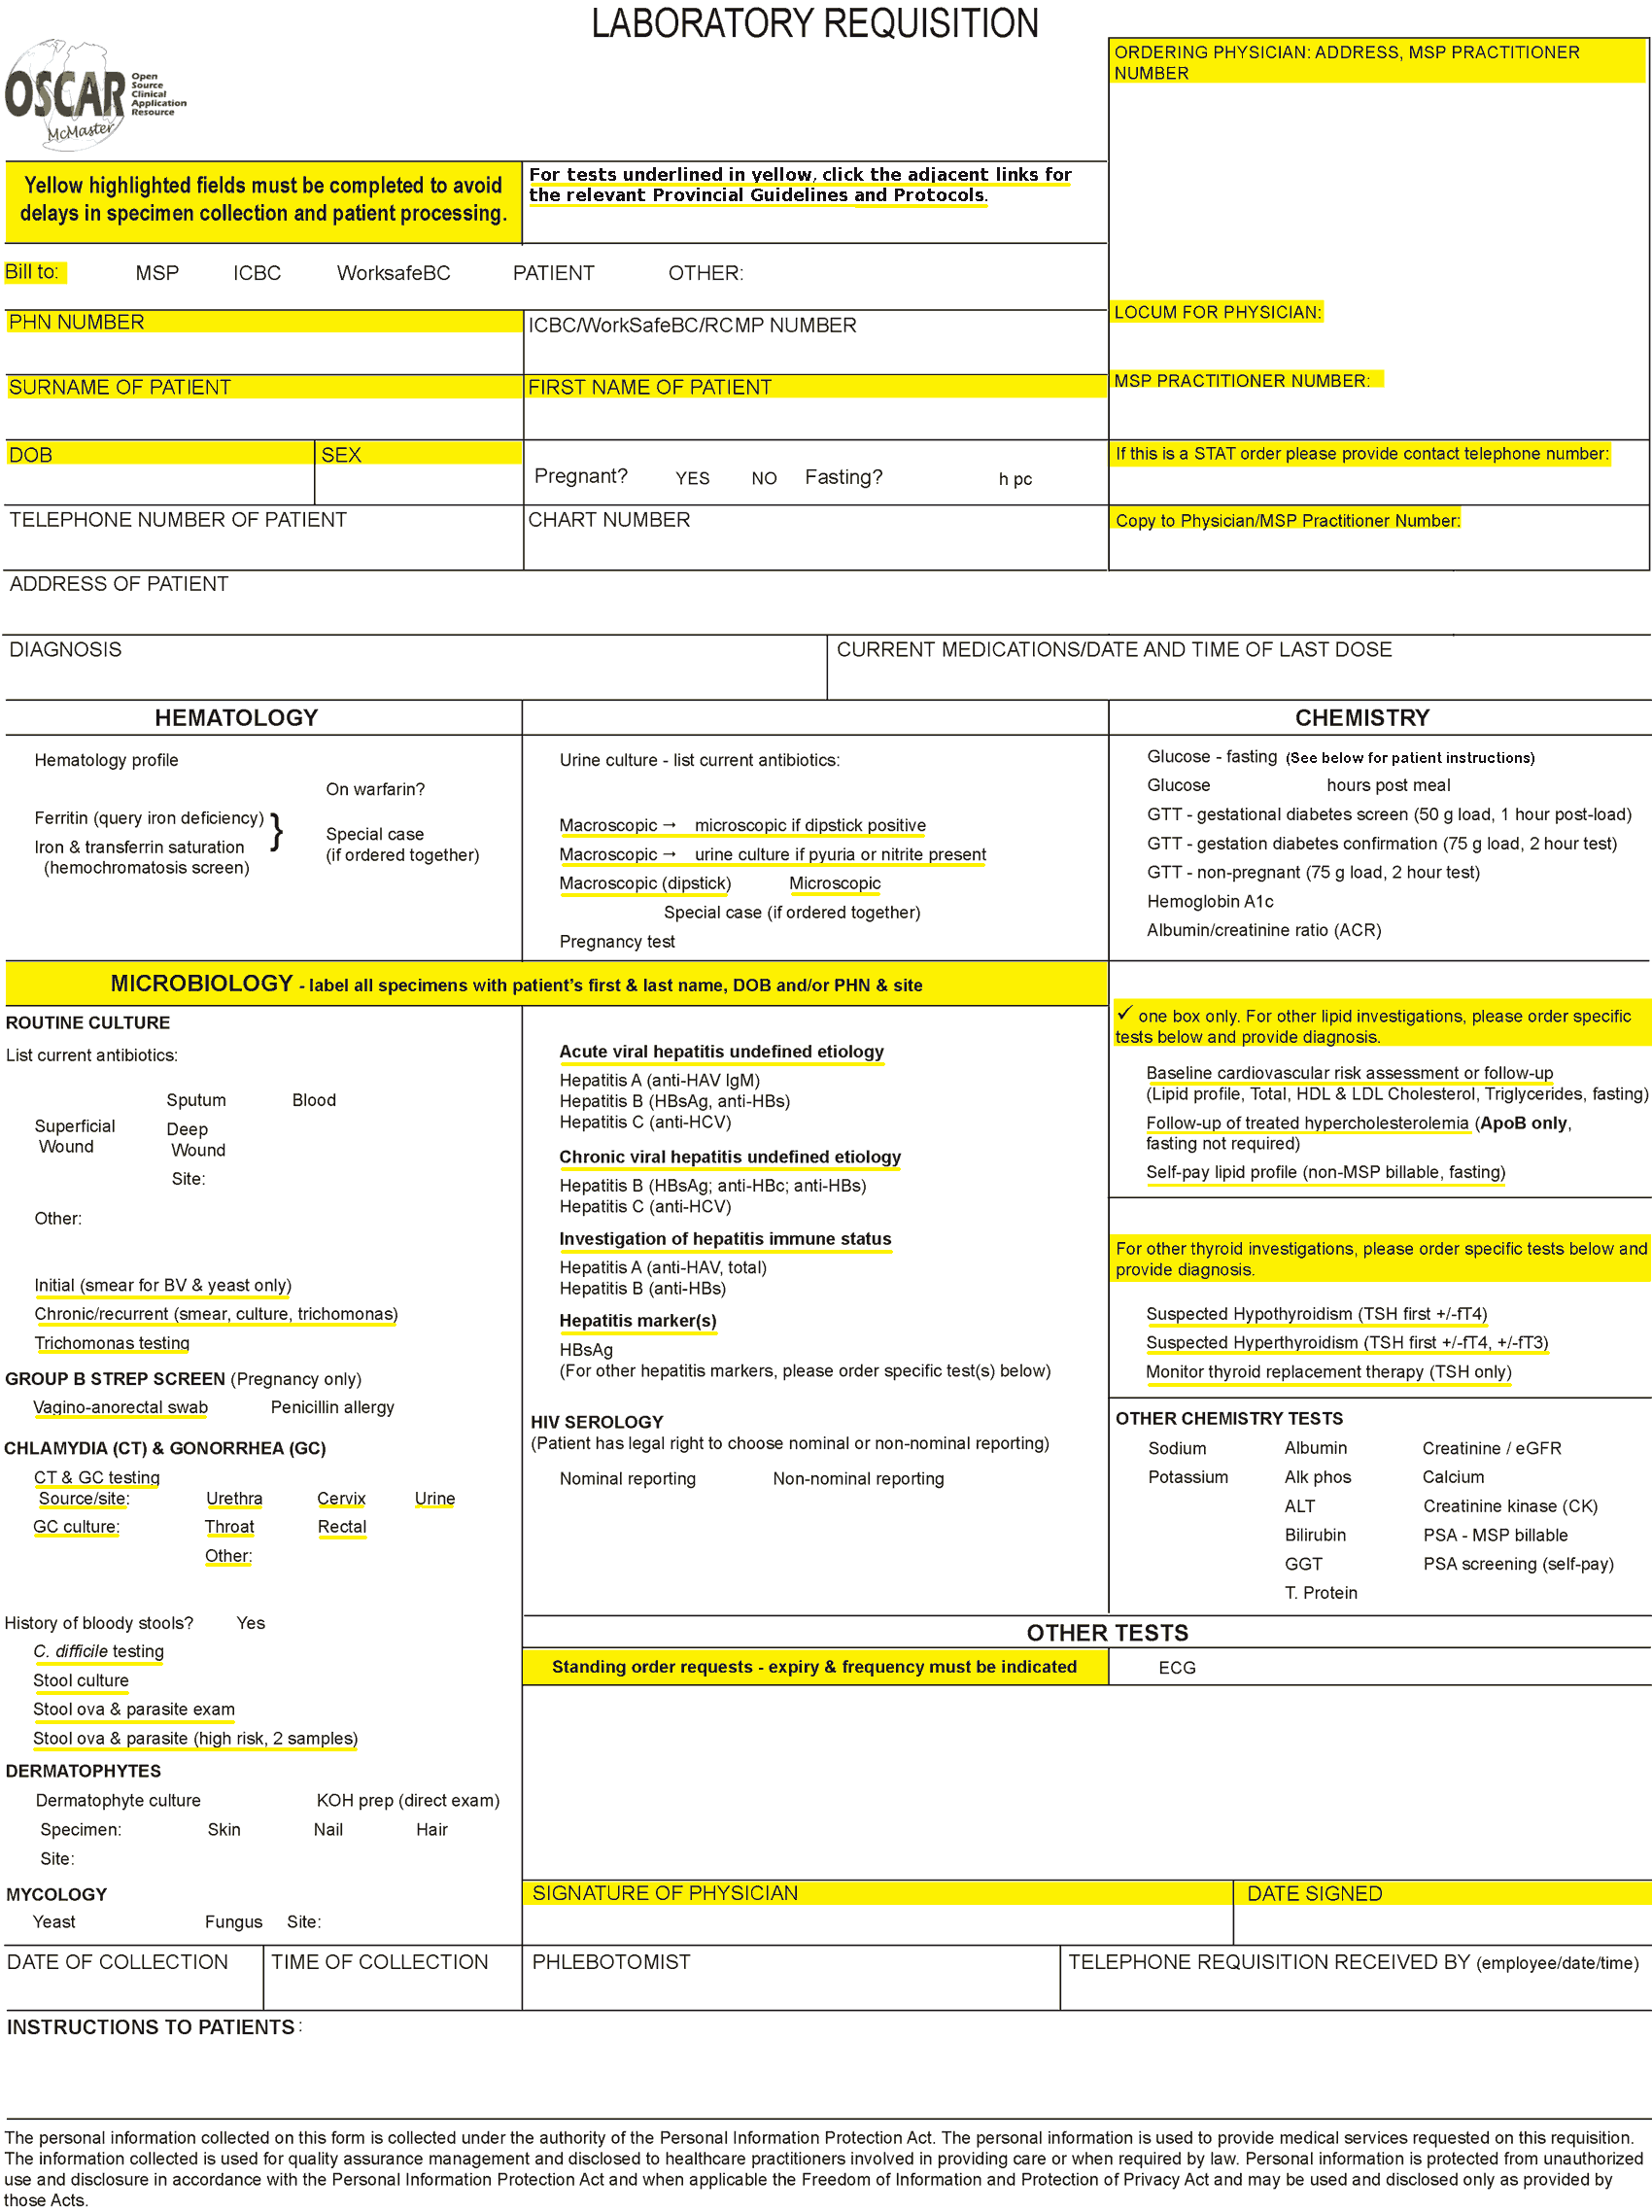 LABORATORY REQUISITION
OSCAR
Open
Source
Clinical
Application
Resource
McMaster
ORDERING PHYSICIAN: ADDRESS, MSP PRACTITIONER
NUMBER
Yellow highlighted fields must be completed to avoid
delays in specimen collection and patient processing.
For tests underlined in yellow, click the adjacent links for
the relevant Provincial Guidelines and Protocols.
Bill to: MSP ICBC WorksafeBC PATIENT OTHER:
LOCUM FOR PHYSICIAN:
PHN NUMBER
ICBC/WorkSafeBC/RCMP NUMBER
MSP PRACTITIONER NUMBER:
SURNAME OF PATIENT
FIRST NAME OF PATIENT
DOB
SEX
Pregnant? YES NO Fasting? h pc
If this is a STAT order please provide contact telephone number:
TELEPHONE NUMBER OF PATIENT
CHART NUMBER
Copy to Physician/MSP Practitioner Number:
ADDRESS OF PATIENT
DIAGNOSIS
CURRENT MEDICATIONS/DATE AND TIME OF LAST DOSE
HEMATOLOGY
Hematology profile
On warfarin?
Ferritin (query iron deficiency)
Iron & transferrin saturation
(hemochromatosis screen)
}
Special case
(if ordered together)
Urine culture - list current antibiotics:
Macroscopic → microscopic if dipstick positive
Macroscopic → urine culture if pyuria or nitrite present
Macroscopic (dipstick) Microscopic
Special case (if ordered together)
Pregnancy test
CHEMISTRY
Glucose - fasting (See below for patient instructions)
Glucose hours post meal
GTT - gestational diabetes screen (50 g load, 1 hour post-load)
GTT - gestation diabetes confirmation (75 g load, 2 hour test)
GTT - non-pregnant (75 g load, 2 hour test)
Hemoglobin A1c
Albumin/creatinine ratio (ACR)
MICROBIOLOGY - label all specimens with patient's first & last name, DOB and/or PHN & site
ROUTINE CULTURE
List current antibiotics:
Sputum Blood
Superficial
Wound
Deep
Wound
Site:
Other:
Initial (smear for BV & yeast only)
Chronic/recurrent (smear, culture, trichomonas)
Trichomonas testing
GROUP B STREP SCREEN (Pregnancy only)
Vagino-anorectal swab Penicillin allergy
CHLAMYDIA (CT) & GONORRHEA (GC)
CT & GC testing
Source/site: Urethra Cervix Urine
GC culture: Throat Rectal
Other:
History of bloody stools? Yes
C. difficile testing
Stool culture
Stool ova & parasite exam
Stool ova & parasite (high risk, 2 samples)
DERMATOPHYTES
Dermatophyte culture KOH prep (direct exam)
Specimen: Skin Nail Hair
Site:
MYCOLOGY
Yeast Fungus Site:
Acute viral hepatitis undefined etiology
Hepatitis A (anti-HAV IgM)
Hepatitis B (HBsAg, anti-HBs)
Hepatitis C (anti-HCV)
Chronic viral hepatitis undefined etiology
Hepatitis B (HBsAg; anti-HBc; anti-HBs)
Hepatitis C (anti-HCV)
Investigation of hepatitis immune status
Hepatitis A (anti-HAV, total)
Hepatitis B (anti-HBs)
Hepatitis marker(s)
HBsAg
(For other hepatitis markers, please order specific test(s) below)
HIV SEROLOGY
(Patient has legal right to choose nominal or non-nominal reporting)
Nominal reporting Non-nominal reporting
✓ one box only. For other lipid investigations, please order specific
tests below and provide diagnosis.
Baseline cardiovascular risk assessment or follow-up
(Lipid profile, Total, HDL & LDL Cholesterol, Triglycerides, fasting)
Follow-up of treated hypercholesterolemia (ApoB only,
fasting not required)
Self-pay lipid profile (non-MSP billable, fasting)
For other thyroid investigations, please order specific tests below and
provide diagnosis.
Suspected Hypothyroidism (TSH first +/-fT4)
Suspected Hyperthyroidism (TSH first +/-fT4, +/-fT3)
Monitor thyroid replacement therapy (TSH only)
OTHER CHEMISTRY TESTS
Sodium Albumin Creatinine / eGFR
Potassium Alk phos Calcium
ALT Creatinine kinase (CK)
Bilirubin PSA - MSP billable
GGT PSA screening (self-pay)
T. Protein
OTHER TESTS
Standing order requests - expiry & frequency must be indicated
ECG
SIGNATURE OF PHYSICIAN
DATE SIGNED
DATE OF COLLECTION
TIME OF COLLECTION
PHLEBOTOMIST
TELEPHONE REQUISITION RECEIVED BY (employee/date/time)
INSTRUCTIONS TO PATIENTS :
The personal information collected on this form is collected under the authority of the Personal Information Protection Act. The personal information is used to provide medical services requested on this requisition.
The information collected is used for quality assurance management and disclosed to healthcare practitioners involved in providing care or when required by law. Personal information is protected from unauthorized
use and disclosure in accordance with the Personal Information Protection Act and when applicable the Freedom of Information and Protection of Privacy Act and may be used and disclosed only as provided by
those Acts.